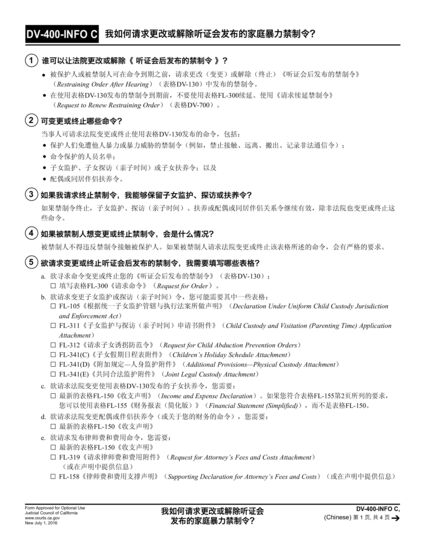 DV-400-INFO C 我如何请求更改或解除听证会发布的家庭暴力禁制令?
1 谁可以让法院更改或解除《 听证会后发布的禁制令 》?
• 被保护人或被禁制人可在命令到期之前,请求更改(变更)或解除(终止)《听证会后发布的禁制令》
(Restraining Order After Hearing)(表格DV-130)中发布的禁制令。
• 在使用表格DV-130发布的禁制令到期前,不要使用表格FL-300续延。使用《请求续延禁制令》
(Request to Renew Restraining Order)(表格DV-700)。
2 可变更或终止哪些命令?
当事人可请求法院变更或终止使用表格DV-130发布的命令,包括:
• 保护人们免遭他人暴力或暴力威胁的禁制令(例如,禁止接触、远离、搬出、记录非法通信令);
• 命令保护的人员名单;
• 子女监护、子女探访(亲子时间)或子女扶养令;以及
• 配偶或同居伴侣扶养令。
3 如果我请求终止禁制令,我能够保留子女监护、探访或扶养令?
如果禁制令终止,子女监护、探访(亲子时间)、扶养或配偶或同居伴侣关系令继续有效,除非法院也变更或终止这
些命令。
4 如果被禁制人想变更或终止禁制令,会是什么情况?
被禁制人不得违反禁制令接触被保护人。如果被禁制人请求法院变更或终止该表格所述的命令,会有严格的要求。
5 欲请求变更或终止听证会后发布的禁制令,我需要填写哪些表格?
a. 欲寻求命令变更或终止您的《听证会后发布的禁制令》(表格DV-130):
□ 填写表格FL-300《请求命令》(Request for Order)。
b. 欲请求变更子女监护或探访(亲子时间)令,您可能需要其中一些表格:
□ FL-105《根据统一子女监护管辖与执行法案所做声明》(Declaration Under Uniform Child Custody Jurisdiction
and Enforcement Act)
□ FL-311《子女监护与探访(亲子时间)申请书附件》(Child Custody and Visitation (Parenting Time) Application
Attachment)
□ FL-312《请求子女诱拐防范令》(Request for Child Abduction Prevention Orders)
□ FL-341(C)《子女假期日程表附件》(Children’s Holiday Schedule Attachment)
□ FL-341(D)《附加规定—人身监护附件》(Additional Provisions—Physical Custody Attachment)
□ FL-341(E)《共同合法监护附件》(Joint Legal Custody Attachment)
c. 欲请求法院变更使用表格DV-130发布的子女扶养令,您需要:
□ 最新的表格FL-150《收支声明》(Income and Expense Declaration)。如果您符合表格FL-155第2页所列的要求,
您可以使用表格FL-155《财务报表(简化版)》(Financial Statement (Simplified)),而不是表格FL-150。
d. 欲请求法院变更配偶或伴侣扶养令(或关于您的财务的命令),您需要:
□ 最新的表格FL-150《收支声明》
e. 欲请求发布律师费和费用命令,您需要:
□ 最新的表格FL-150《收支声明》
□ FL-319《请求律师费和费用附件》(Request for Attorney’s Fees and Costs Attachment)
(或在声明中提供信息)
□ FL-158《律师费和费用支撑声明》(Supporting Declaration for Attorney’s Fees and Costs)(或在声明中提供信息)
Form Approved for Optional Use
Judicial Council of California
www.courts.ca.gov
New July 1, 2016
我如何请求更改或解除听证会
发布的家庭暴力禁制令?
DV-400-INFO C,
(Chinese) 第 1 页, 共 4 页